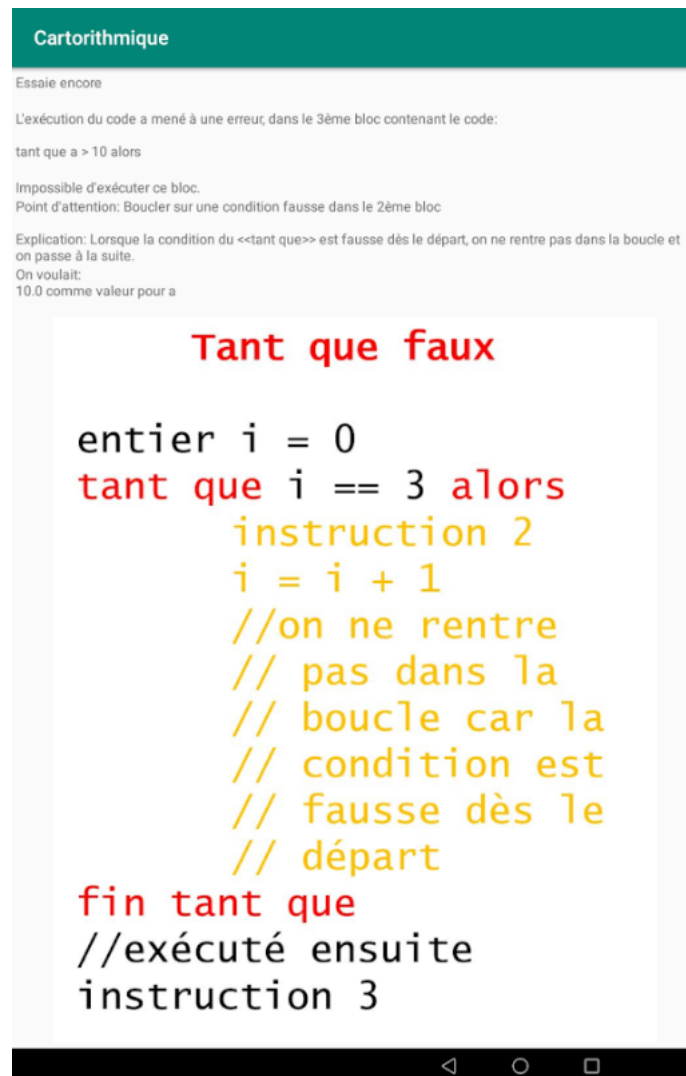 Cartorithmique
Essaie encore
L'exécution du code a mené à une erreur, dans le 3ème bloc contenant le code:
tant que a > 10 alors
Impossible d'exécuter ce bloc.
Point d'attention: Boucler sur une condition fausse dans le 2ème bloc
Explication: Lorsque la condition du <<tant que>> est fausse dès le départ, on ne rentre pas dans la boucle et
on passe à la suite.
On voulait:
10.0 comme valeur pour a
Tant que faux
entier i = 0
tant que i == 3 alors
instruction 2
i = i + 1
//on ne rentre
// pas dans la
// boucle car la
// condition est
// fausse dès le
// départ
fin tant que
//exécuté ensuite
instruction 3